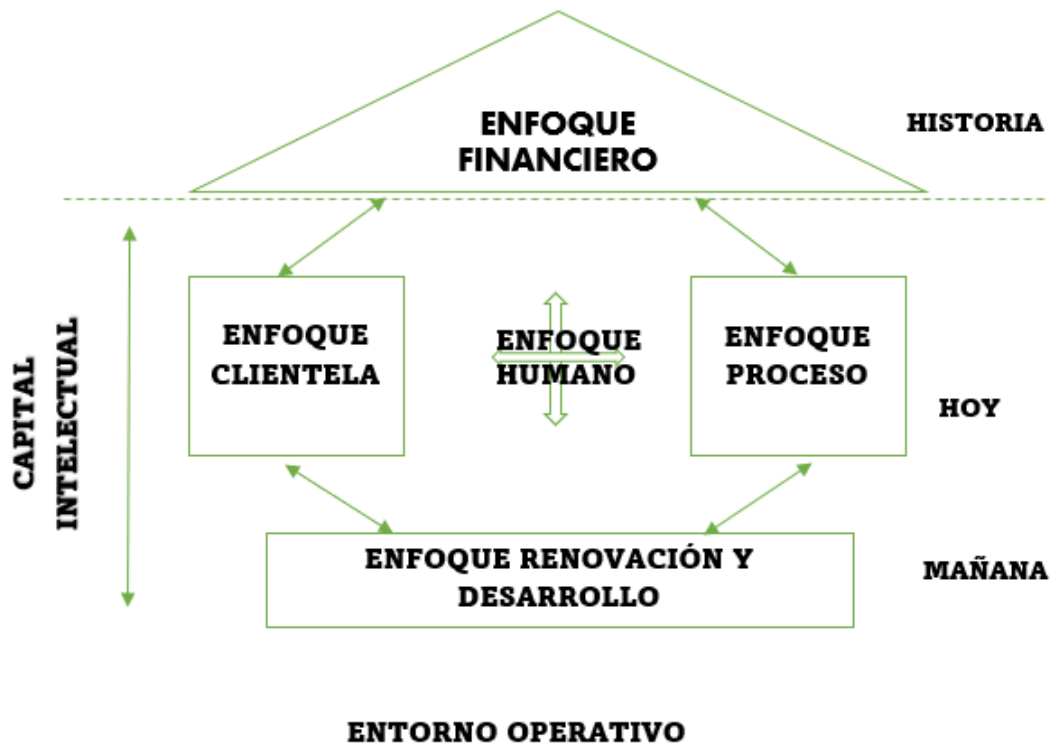 ENFOQUE
FINANCIERO
HISTORIA
CAPITAL
INTELECTUAL
ENFOQUE
CLIENTELA
ENFOQUE
HUMANO
ENFOQUE
PROCESO
HOY
ENFOQUE RENOVACIÓN Y
DESARROLLO
MAÑANA
ENTORNO OPERATIVO